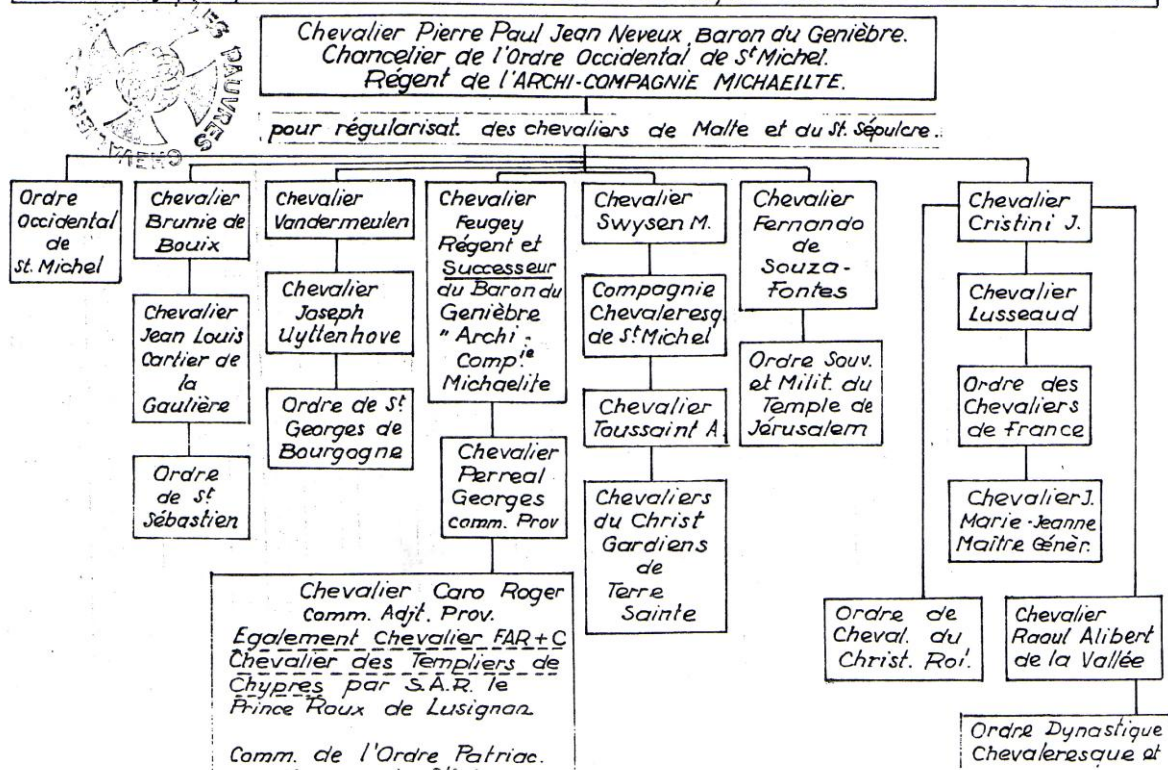 CHEVALIERS
PAUVRES
Chevalier Pierre Paul Jean Neveux, Baron du Genièbre.
Chancelier de l'Ordre Occidental de St Michel.
Régent de l'ARCHI-COMPAGNIE MICHAEILTE.
pour régularisat. des chevaliers de Malte et du St. Sépulcre.
Ordre
Occidental
de
St. Michel
Chevalier
Brunie de
Bouix
Chevalier
Jean Louis
Cartier de
la
Gaulière
Ordre
de St
Sébastien
Chevalier
Vandermeulen
Chevalier
Joseph
Uyttenhove
Ordre de St
Georges de
Bourgogne
Chevalier
Feugey
Régent et
Successeur
du Baron du
Genièbre
" Archi -
Comp.ie
Michaelite
Chevalier
Perreal
Georges
comm. Prov
Chevalier Caro Roger
Comm. Adjt. Prov.
Egalement Chevalier FAR+C
Chevalier des Templiers de
Chypres par S.A.R. le
Prince Roux de Lusignan
Comm. de l'Ordre Patriac.
Chevalier
Swysen M.
Compagnie
Chevaleresq.
de St Michel
Chevalier
Toussaint A.
Chevaliers
du Christ
Gardiens
de
Terre
Sainte
Chevalier
Fernando
de
Souza-
Fontes
Ordre Souv.
et Milit. du
Temple de
Jérusalem
Chevalier
Cristini J.
Chevalier
Lusseaud
Ordre des
Chevaliers
de France
Chevalier J.
Marie-Jeanne
Maître Génèr.
Ordre de
Cheval. du
Christ. Roi.
Chevalier
Raoul Alibert
de la Vallée
Ordre Dynastique
Chevaleresque et